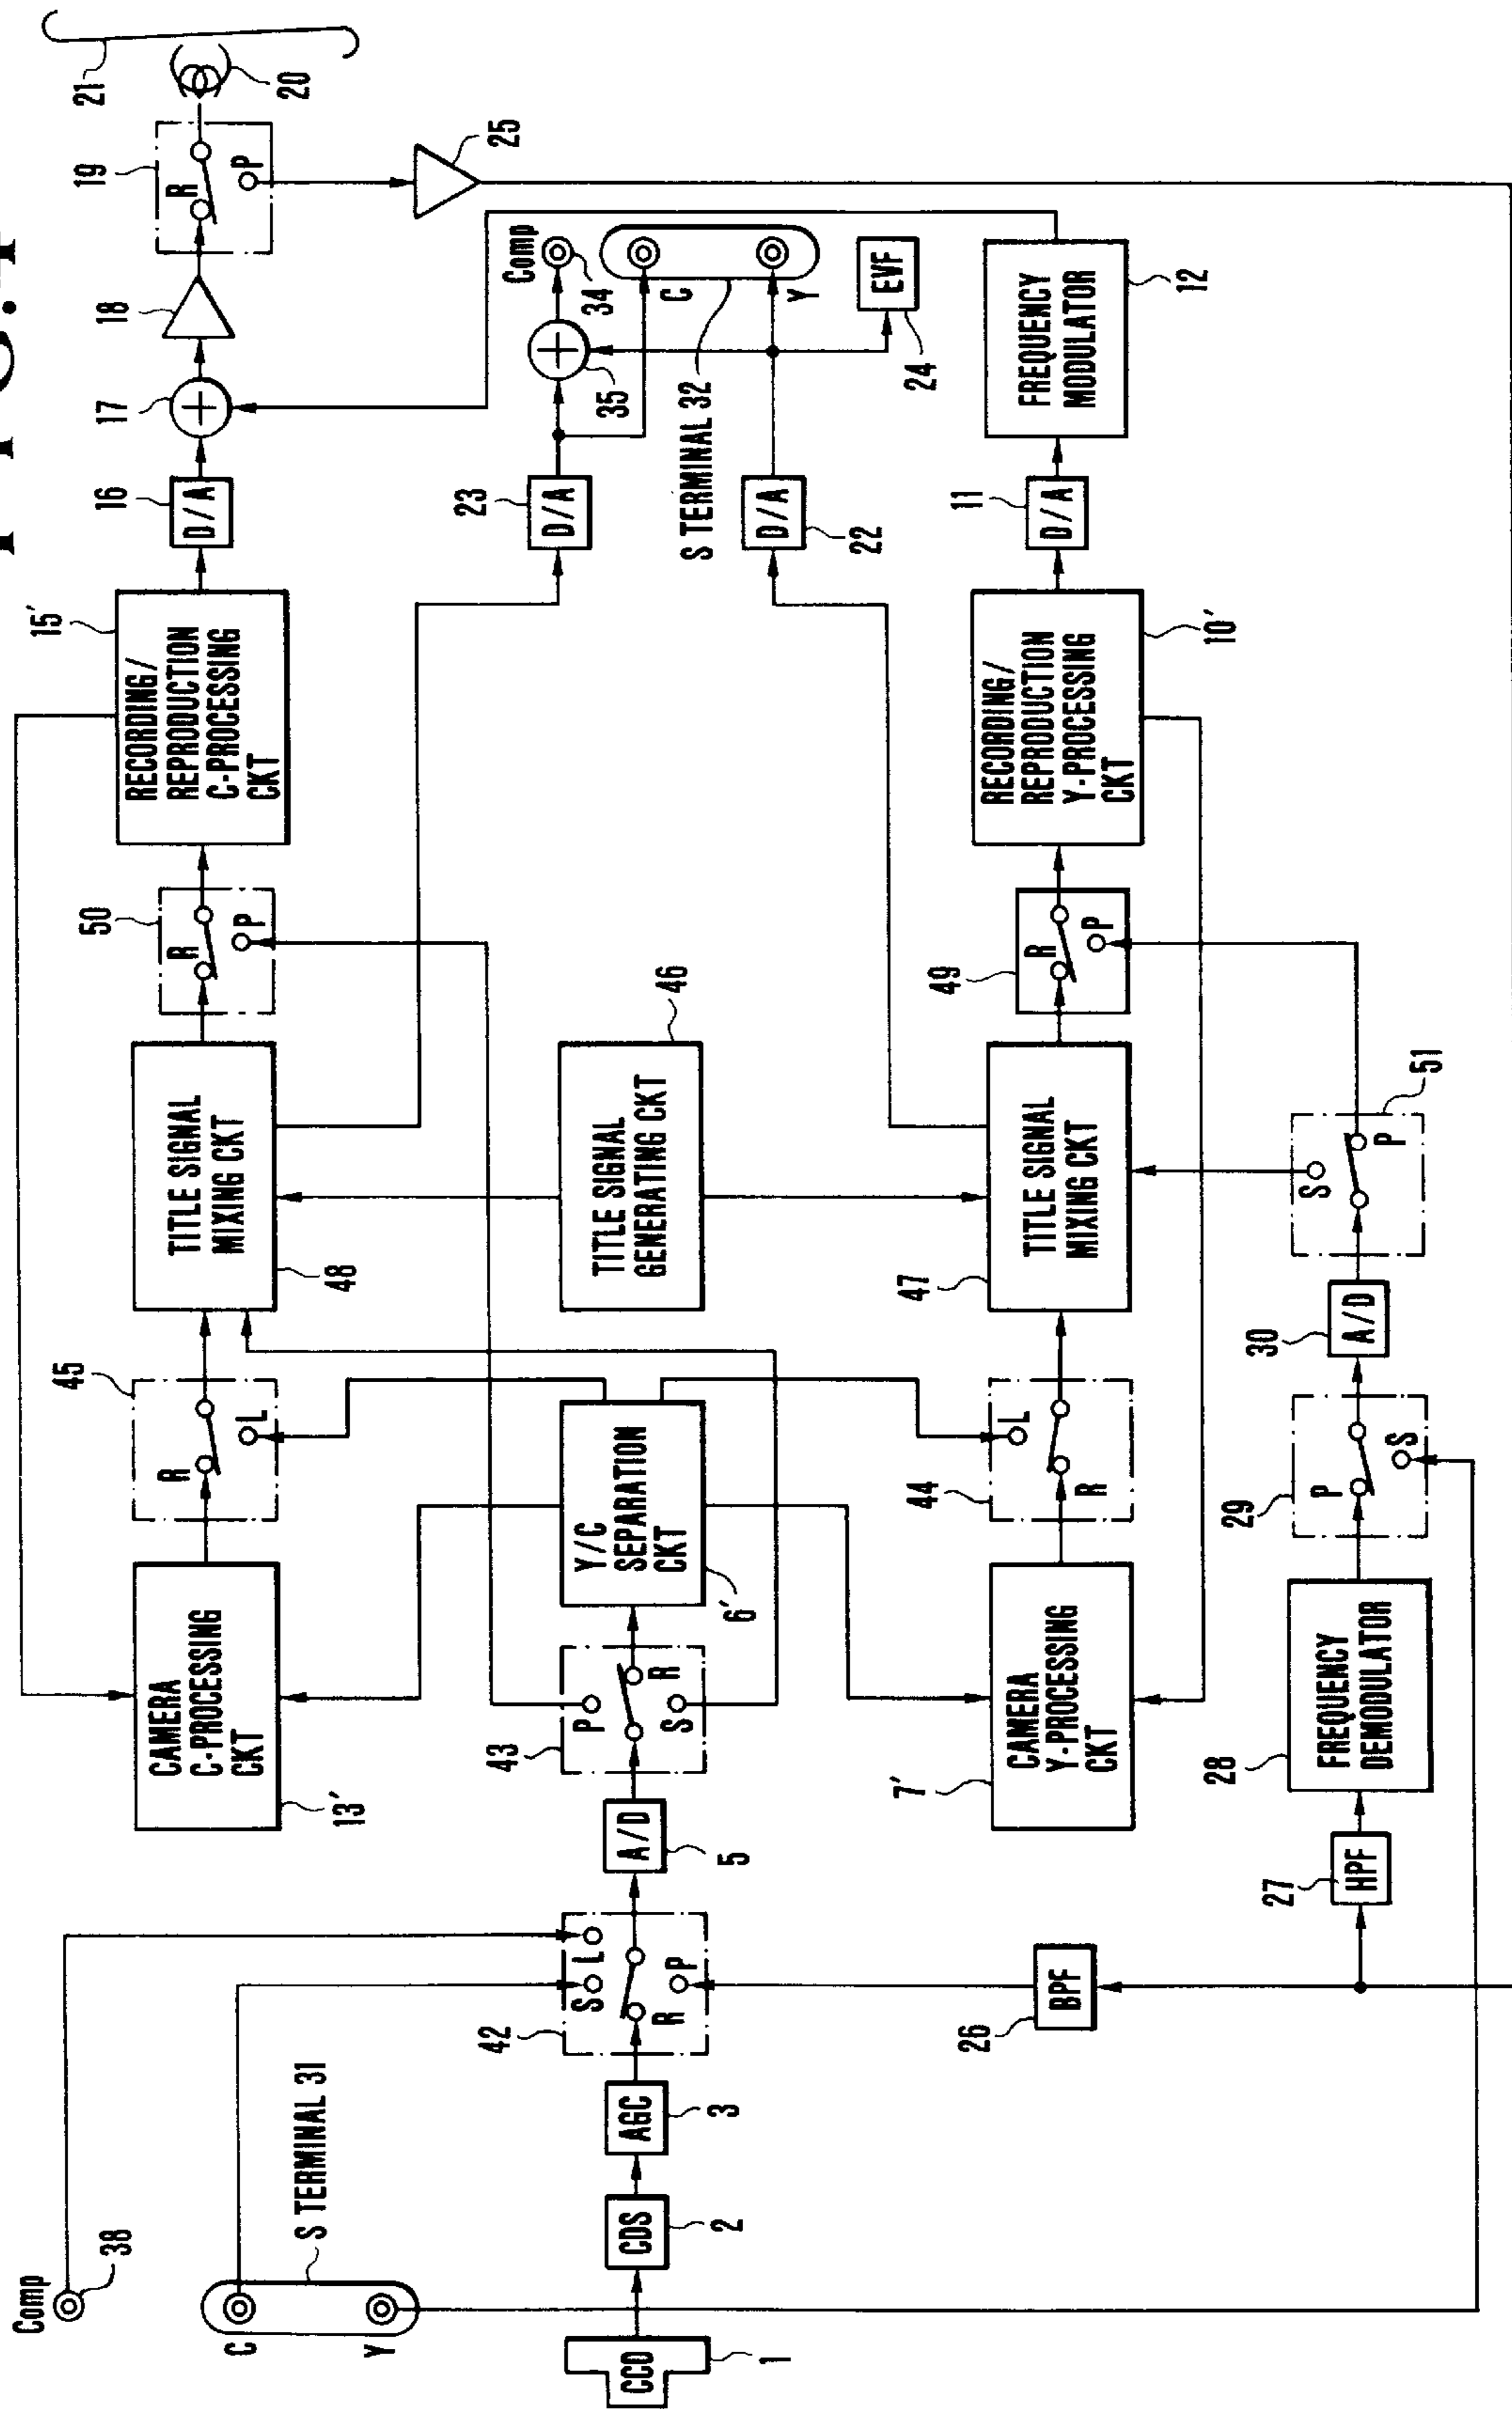 FIG. 4
Comp
38
C
Y
S TERMINAL 31
CCD
1
CDS
2
AGC
3
42
S
L
R
P
A/D
5
43
P
R
S
Y/C
SEPARATION
CKT
6'
CAMERA
C-PROCESSING
CKT
13'
45
R
L
TITLE SIGNAL
MIXING CKT
48
50
R
P
RECORDING/
REPRODUCTION
C-PROCESSING
CKT
15'
16
D/A
17
18
19
R
P
20
21
25
TITLE SIGNAL
GENERATING CKT
46
23
D/A
35
Comp
34
C
Y
S TERMINAL 32
D/A
22
EVF
24
CAMERA
Y-PROCESSING
CKT
7'
44
L
R
TITLE SIGNAL
MIXING CKT
47
49
R
P
RECORDING/
REPRODUCTION
Y-PROCESSING
CKT
10'
11
D/A
FREQUENCY
MODULATOR
12
26
BPF
27
HPF
28
FREQUENCY
DEMODULATOR
29
P
S
30
A/D
S
P
51